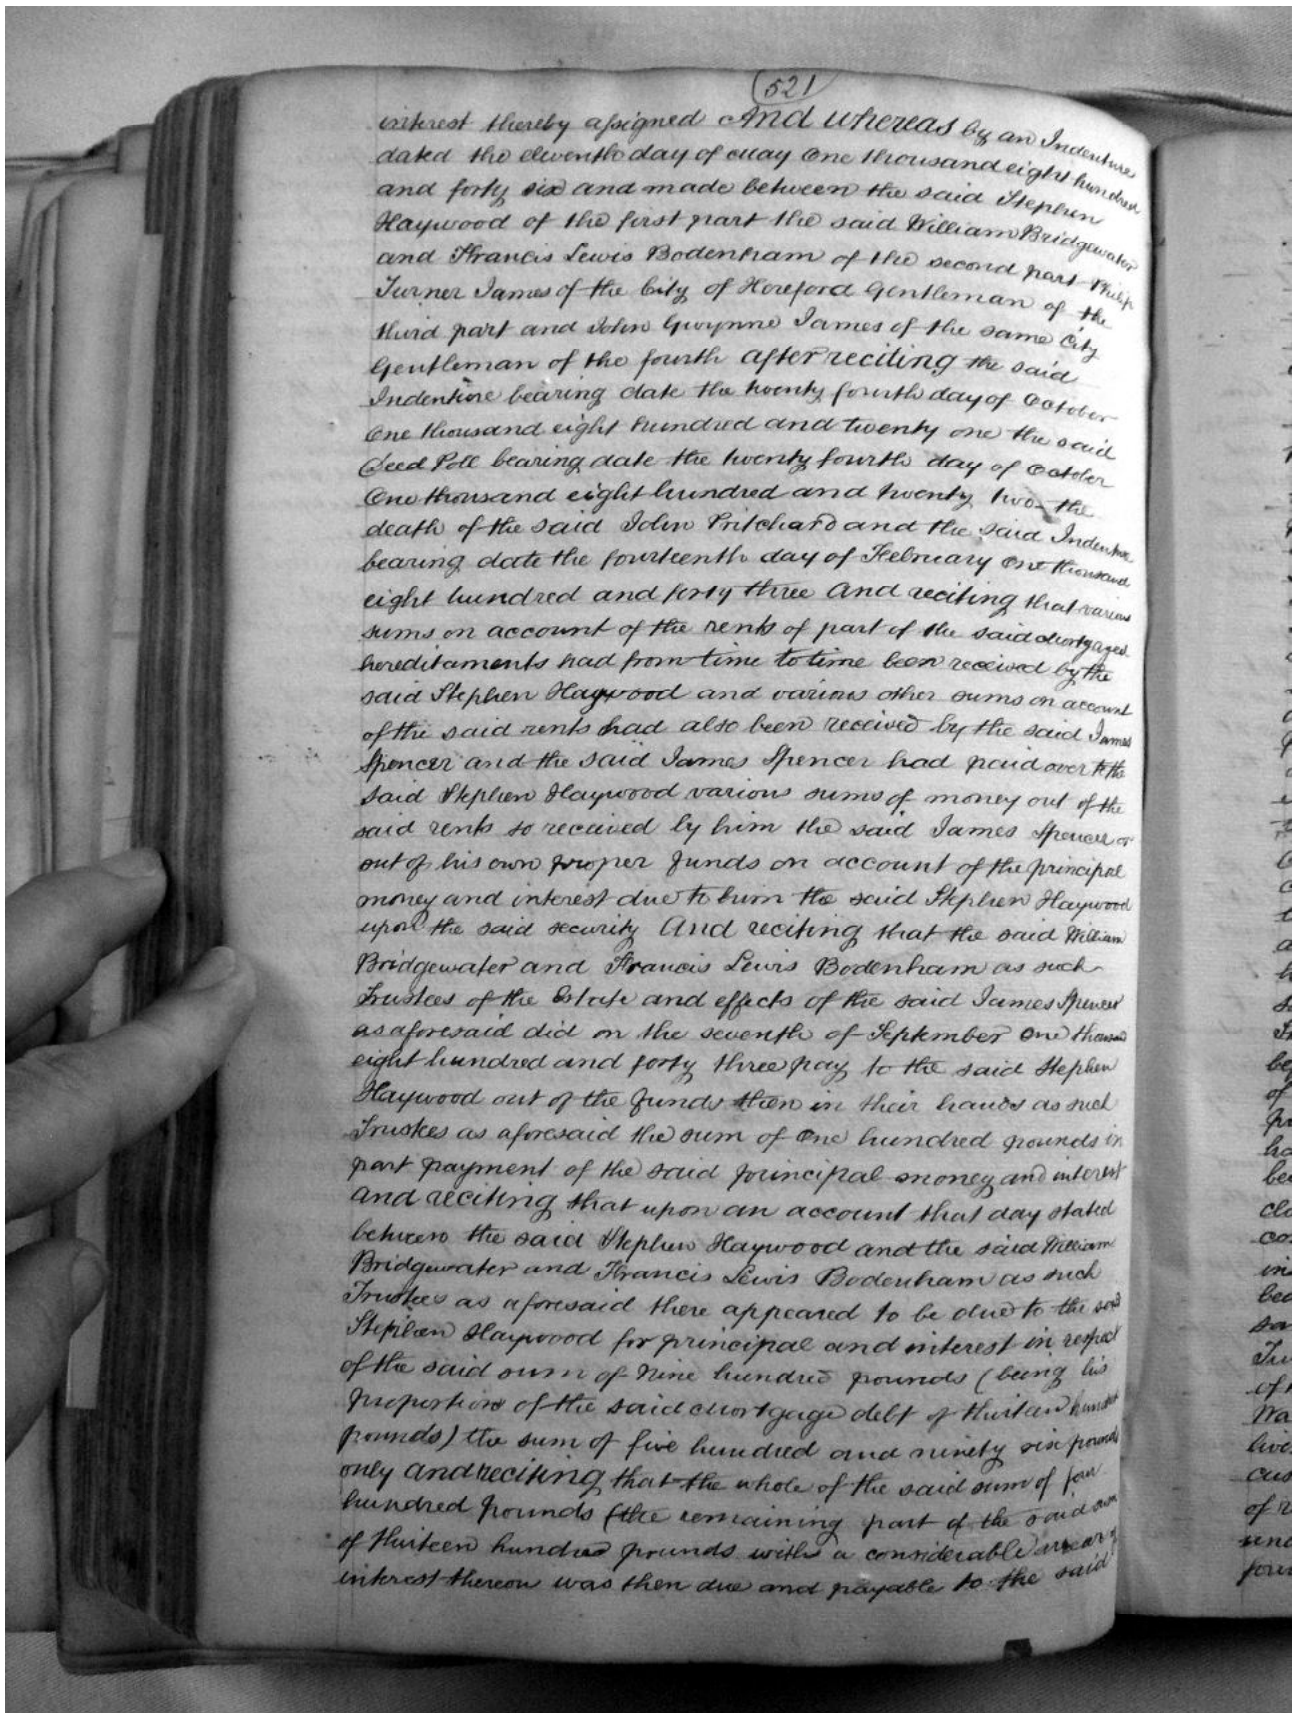 521
interest thereby assigned And whereas by an Indenture
dated the eleventh day of May One thousand eight hundred
and forty six and made between the said Stephen
Haywood of the first part the said William Bridgewater
and Francis Lewis Bodenham of the second part Philip
Turner James of the City of Hereford Gentleman of the
third part and John Gwynne James of the same City
Gentleman of the fourth after reciting the said
Indenture bearing date the twenty fourth day of October
One thousand eight hundred and twenty one the said
Deed Poll bearing date the twenty fourth day of October
One thousand eight hundred and twenty two the
death of the said John Pritchard and the said Indenture
bearing date the fourteenth day of February One thousand
eight hundred and forty three And reciting that various
sums on account of the rents of part of the said Mortgaged
hereditaments had from time to time been received by the
said Stephen Haywood and various other sums on account
of the said rents had also been received by the said James
Spencer and the said James Spencer had paid over to the
said Stephen Haywood various sums of money out of the
said rents so received by him the said James Spencer or
out of his own proper funds on account of the principal
money and interest due to him the said Stephen Haywood
upon the said security And reciting that the said William
Bridgewater and Francis Lewis Bodenham as such
Trustees of the Estate and effects of the said James Spencer
as aforesaid did on the seventh of September One thousand
eight hundred and forty three pay to the said Stephen
Haywood out of the funds then in their hands as such
Trustees as aforesaid the sum of One hundred pounds in
part payment of the said principal money and interest
And reciting that upon an account that day stated
between the said Stephen Haywood and the said William
Bridgewater and Francis Lewis Bodenham as such
Trustees as aforesaid there appeared to be due to the said
Stephen Haywood for principal and interest in respect
of the said sum of Nine hundred pounds (being his
proportion of the said Mortgage debt of thirteen hundred
pounds) the sum of five hundred and ninety six pounds
only And reciting that the whole of the said sum of four
hundred pounds (the remaining part of the said sum
of thirteen hundred pounds with a considerable arrear of
interest thereon was then due and payable to the said